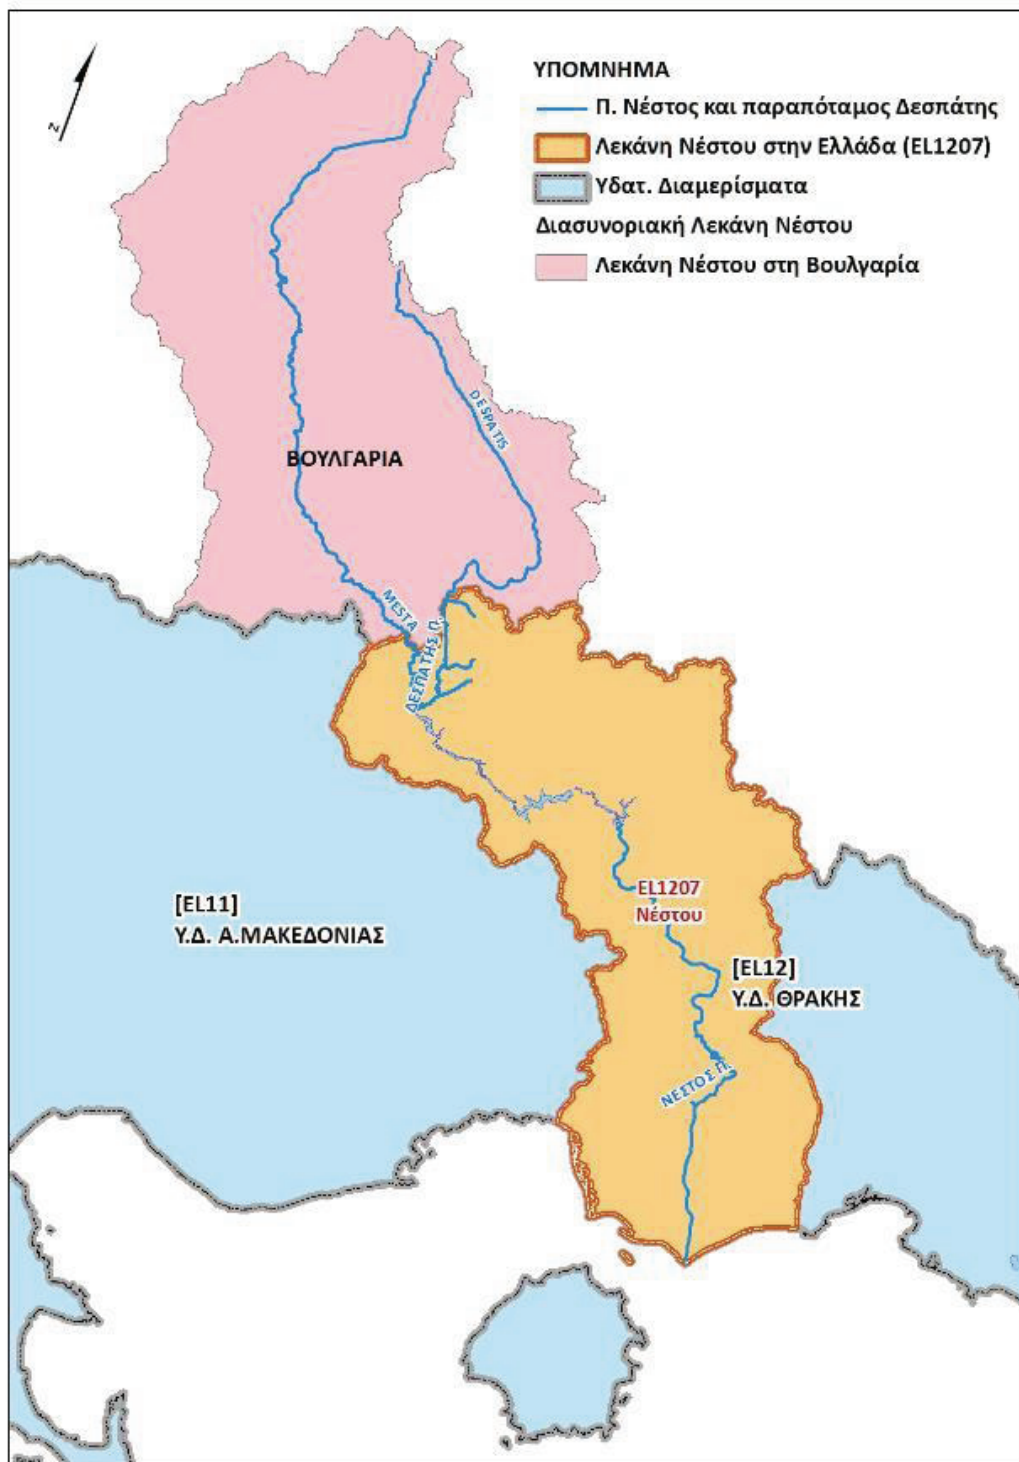 N
ΥΠΟΜΝΗΜΑ
Π. Νέστος και παραπόταμος Δεσπάτης
Λεκάνη Νέστου στην Ελλάδα (EL1207)
Υδατ. Διαμερίσματα
Διασυνοριακή Λεκάνη Νέστου
Λεκάνη Νέστου στη Βουλγαρία
DESPATIS
ΒΟΥΛΓΑΡΙΑ
MESTA
ΔΕΣΠΑΤΗΣ Π.
EL1207
Νέστου
[EL11]
Υ.Δ. Α.ΜΑΚΕΔΟΝΙΑΣ
[EL12]
Υ.Δ. ΘΡΑΚΗΣ
ΝΕΣΤΟΣ Π.